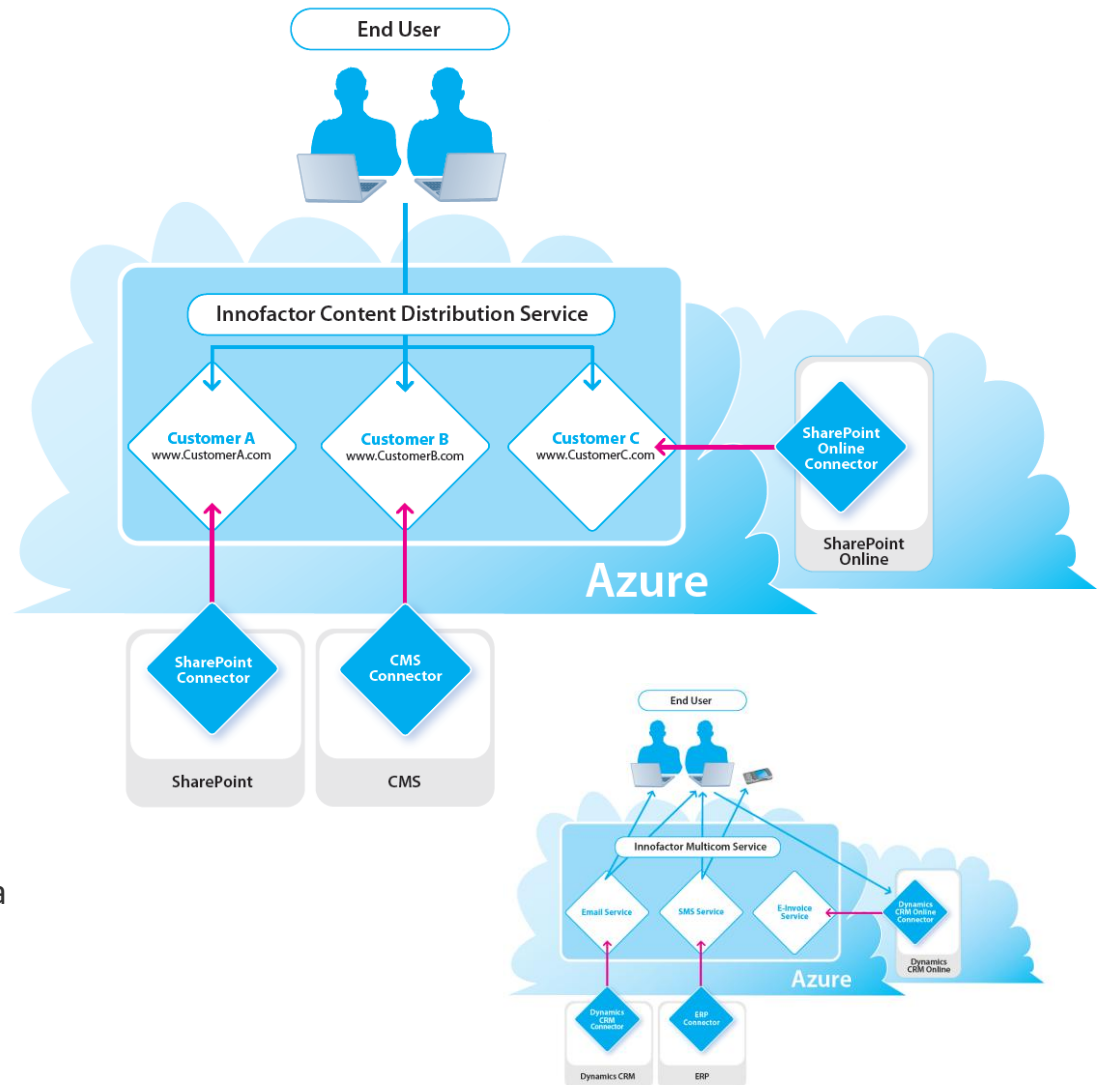 End User
Innofactor Content Distribution Service
Customer A
www.CustomerA.com
Customer B
www.CustomerB.com
Customer C
www.CustomerC.com
SharePoint
Online
Connector
SharePoint
Online
Azure
SharePoint
Connector
CMS
Connector
SharePoint
CMS
a
End User
Innofactor Multicom Service
Email Service
SMS Service
E-Invoice
Service
Dynamics
CRM Online
Connector
Dynamics
CRM Online
Azure
Dynamics
CRM
Connector
ERP
Connector
Dynamics CRM
ERP